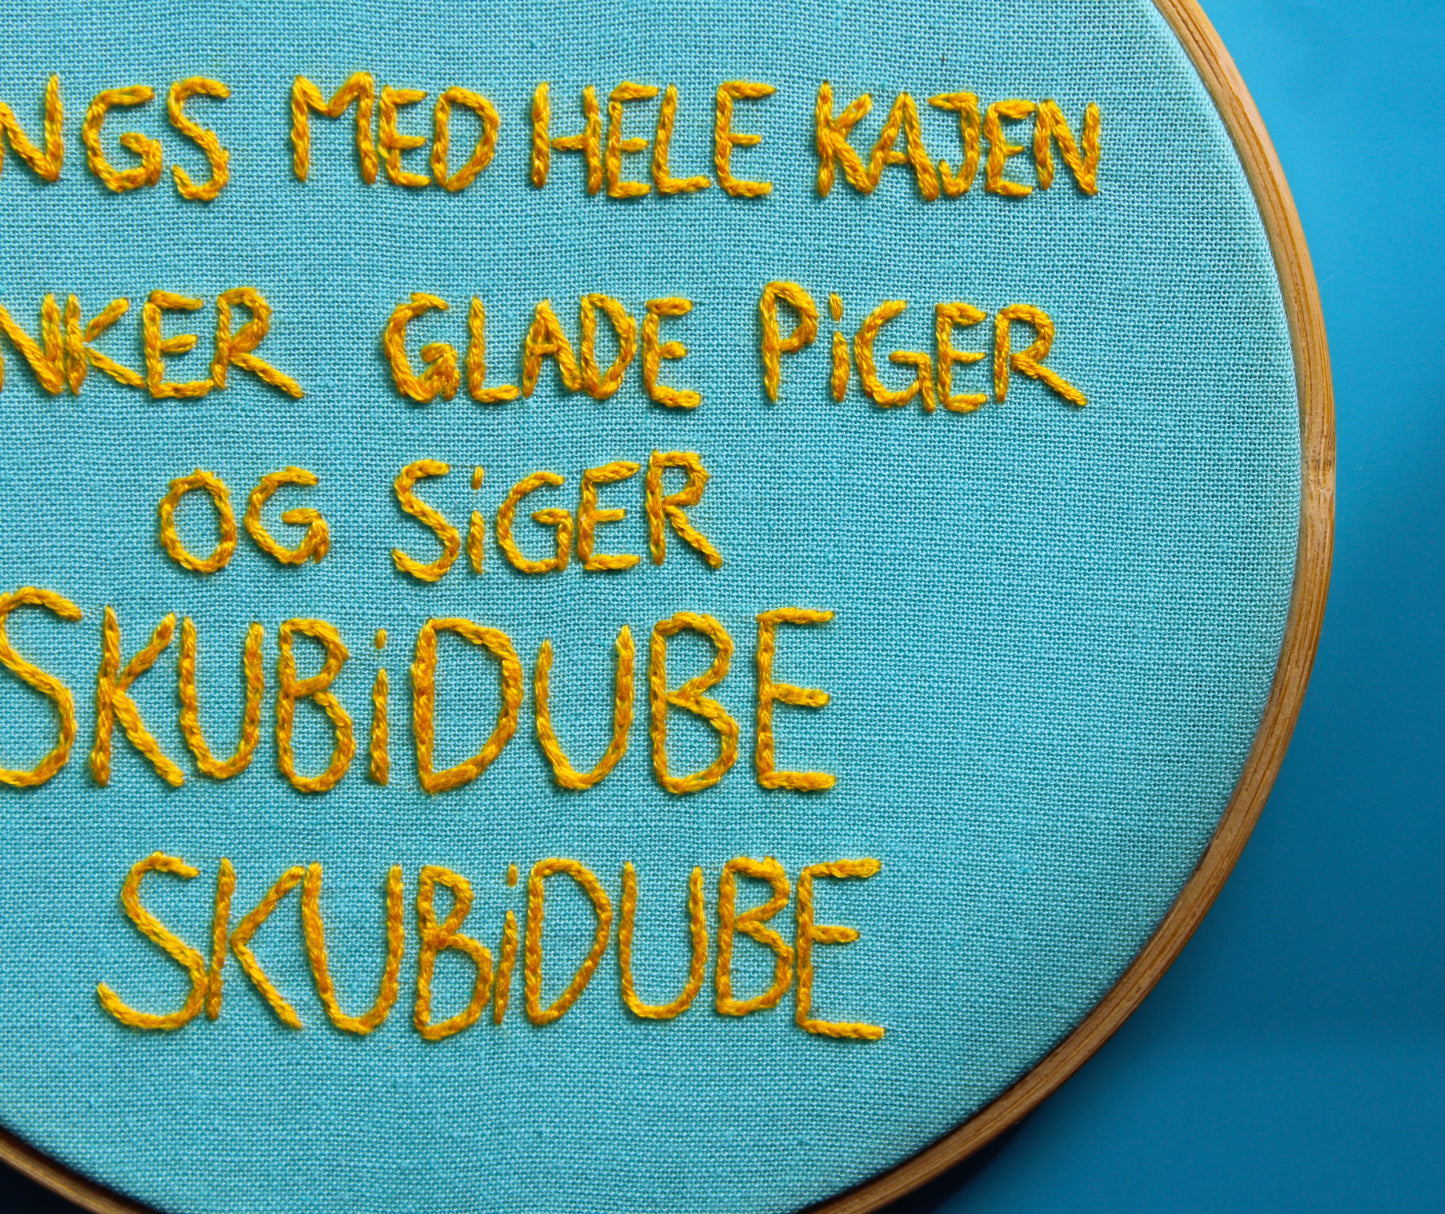 NGS MED HELE KAJEN
NKER GLADE PiGER
OG SiGER
SKUBiDUBE
SKUBiDUBE